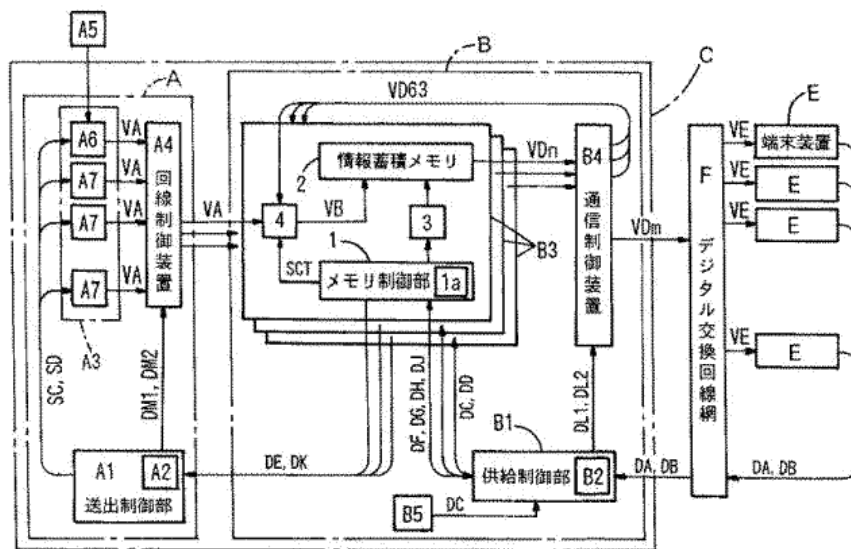 A5
A
B
C
VD63
E
A6
VA
A4
回線制御装置
A7
VA
A7
VA
A7
VA
A3
VA
情報蓄積メモリ
2
VDn
4
VB
3
SCT
1
メモリ制御部
1a
B3
B4
通信制御装置
VDm
F
デジタル交換回線網
VE
端末装置
VE
E
VE
E
VE
E
SC, SD
DM1, DM2
DF, DG, DH, DJ
DC, DD
DL1, DL2
A1
A2
送出制御部
DE, DK
B1
供給制御部
B2
B5
DC
DA, DB
DA, DB